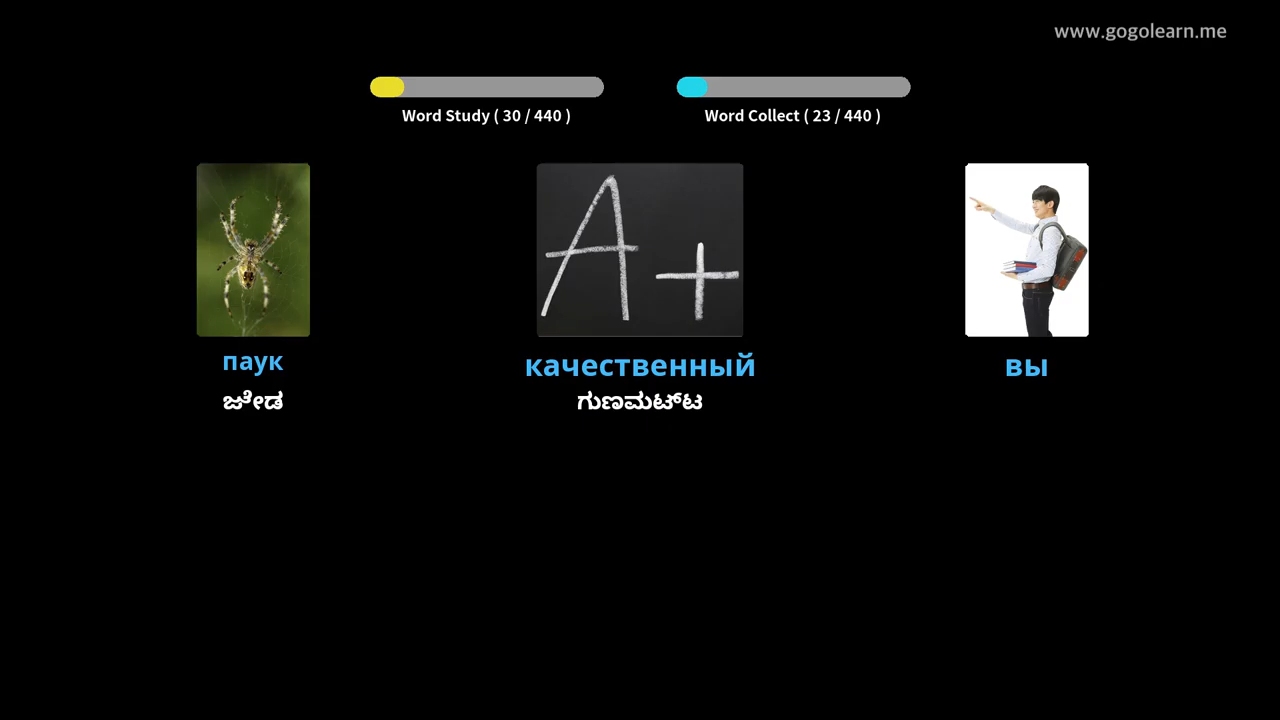 www.gogolearn.me
Word Study ( 30 / 440 )
Word Collect ( 23 / 440 )
A+
паук
качественный
вы
ಜೇಡ
ಗುಣಮಟ್ಟ